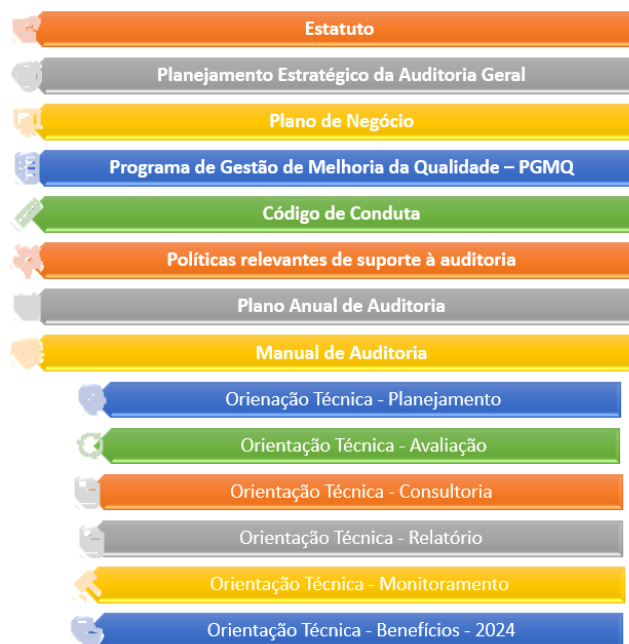 Estatuto
Planejamento Estratégico da Auditoria Geral
Plano de Negócio
Programa de Gestão de Melhoria da Qualidade – PGMQ
Código de Conduta
Políticas relevantes de suporte à auditoria
Plano Anual de Auditoria
Manual de Auditoria
Orienação Técnica - Planejamento
Orientação Técnica - Avaliação
Orientação Técnica - Consultoria
Orientação Técnica - Relatório
Orientação Técnica - Monitoramento
Orientação Técnica - Benefícios - 2024